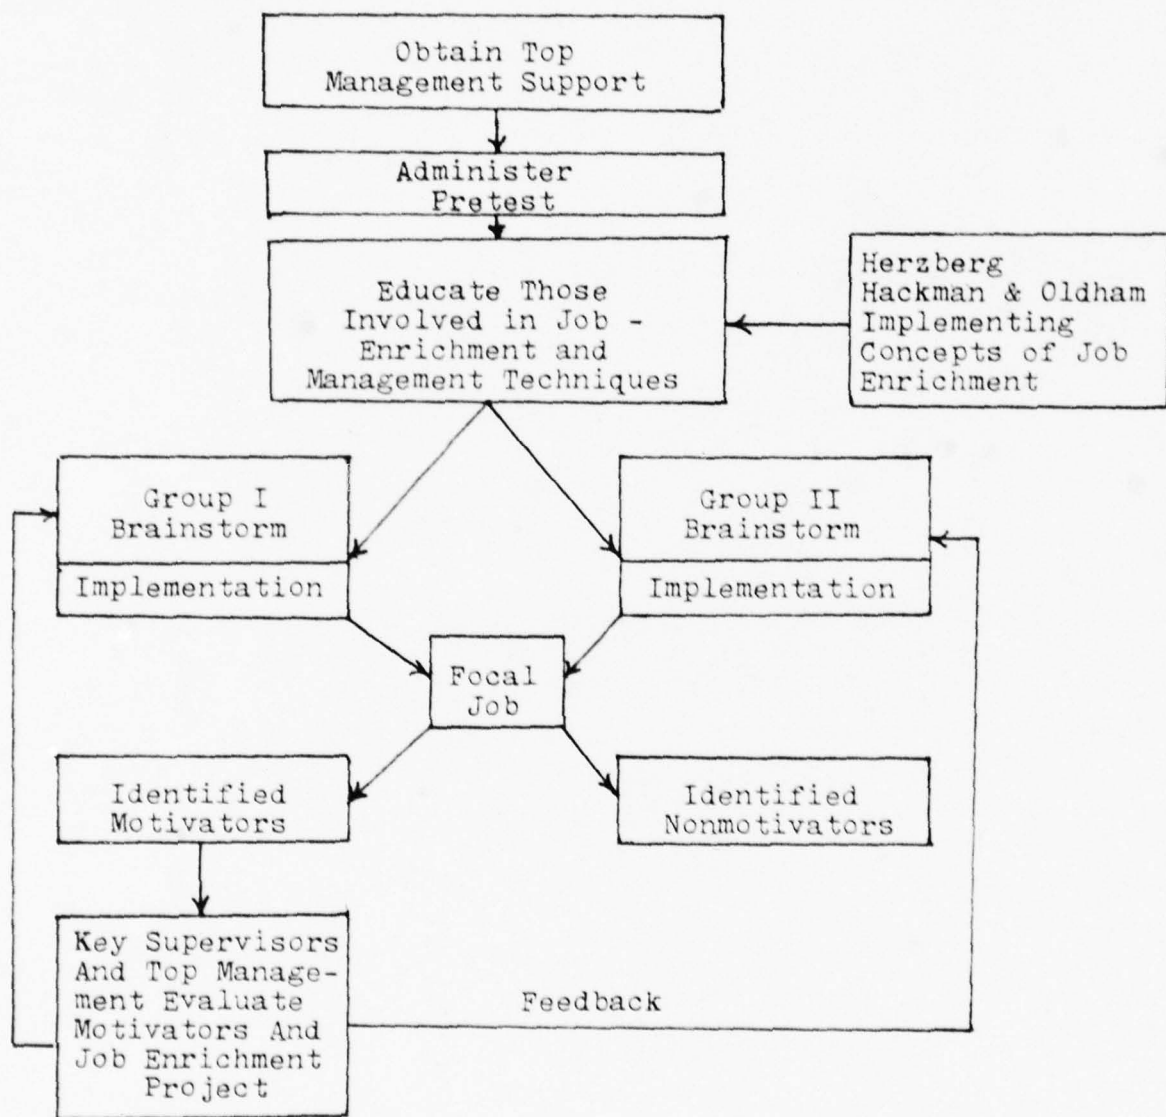 Obtain Top
Management Support
Administer
Pretest
Educate Those
Involved in Job -
Enrichment and
Management Techniques
Herzberg
Hackman & Oldham
Implementing
Concepts of Job
Enrichment
Group I
Brainstorm
Implementation
Group II
Brainstorm
Implementation
Focal
Job
Identified
Motivators
Identified
Nonmotivators
Key Supervisors
And Top Manage-
ment Evaluate
Motivators And
Job Enrichment
Project
Feedback